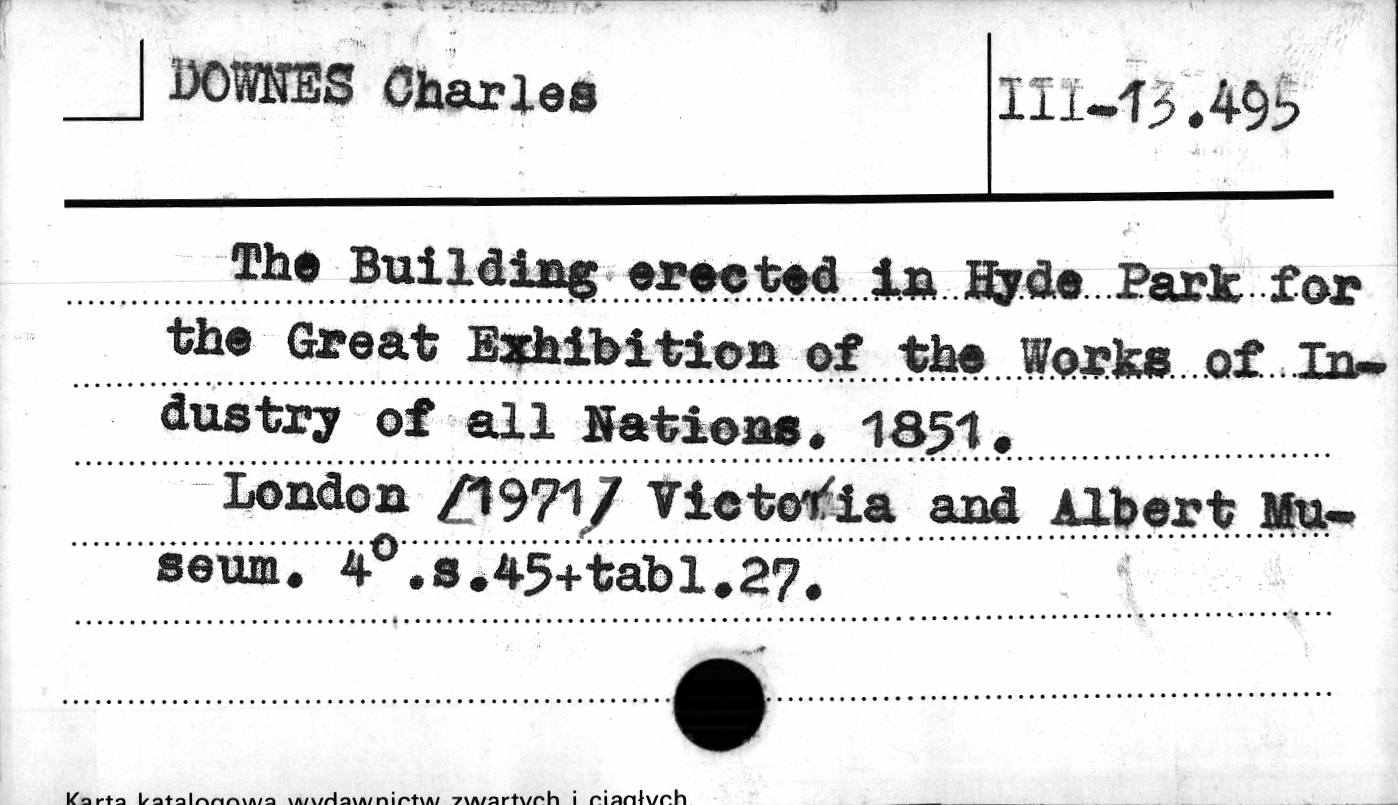 DOWNES Charles
III-13.495
The Building erected in Hyde Park for
the Great Exhibition of the Works of In-
dustry of all Nations. 1851.
London /1971/ Victoria and Albert Mu-
seum. 4º.s.45+tabl.27.
Karta katalogowa wydawnictw zwartych i ciągłych